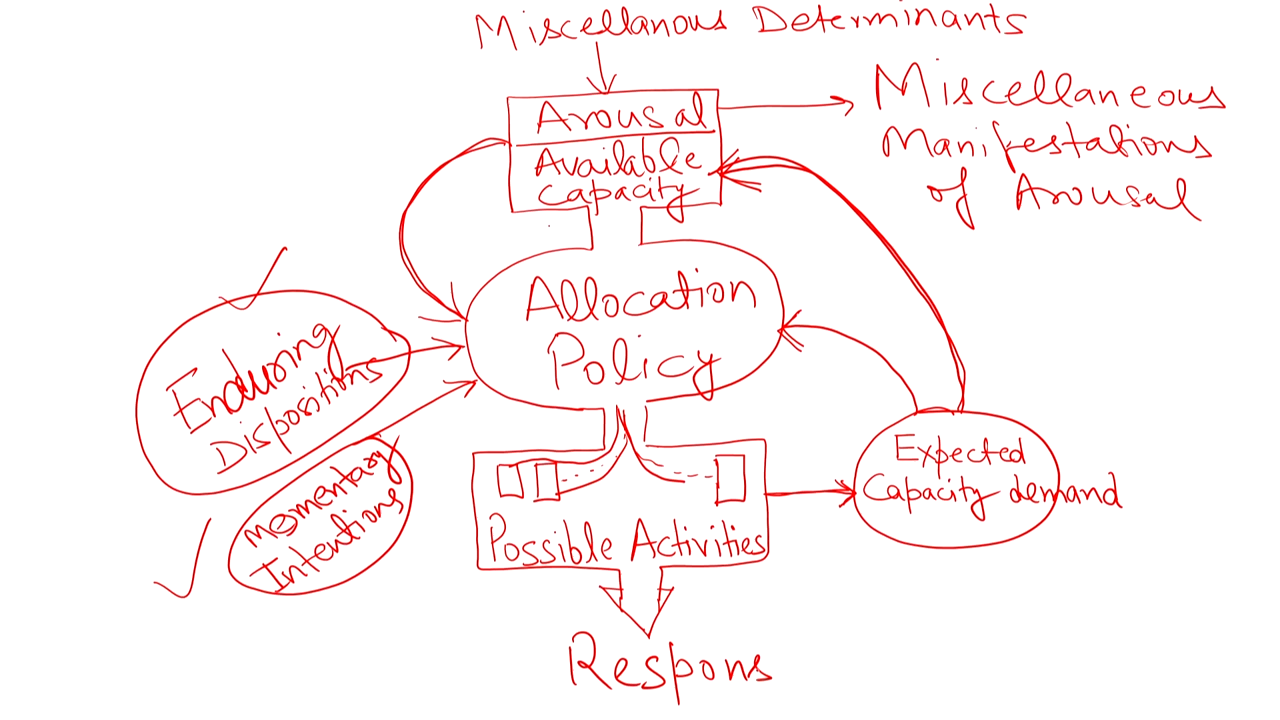 Miscellanous Determinants
Arousal
Miscellaneous
Manifestations
of Arousal
Available
Capacity
Allocation
Policy
Enduring
Dispositions
Momentary
Intentions
Expected
Capacity demand
Possible Activities
Respons